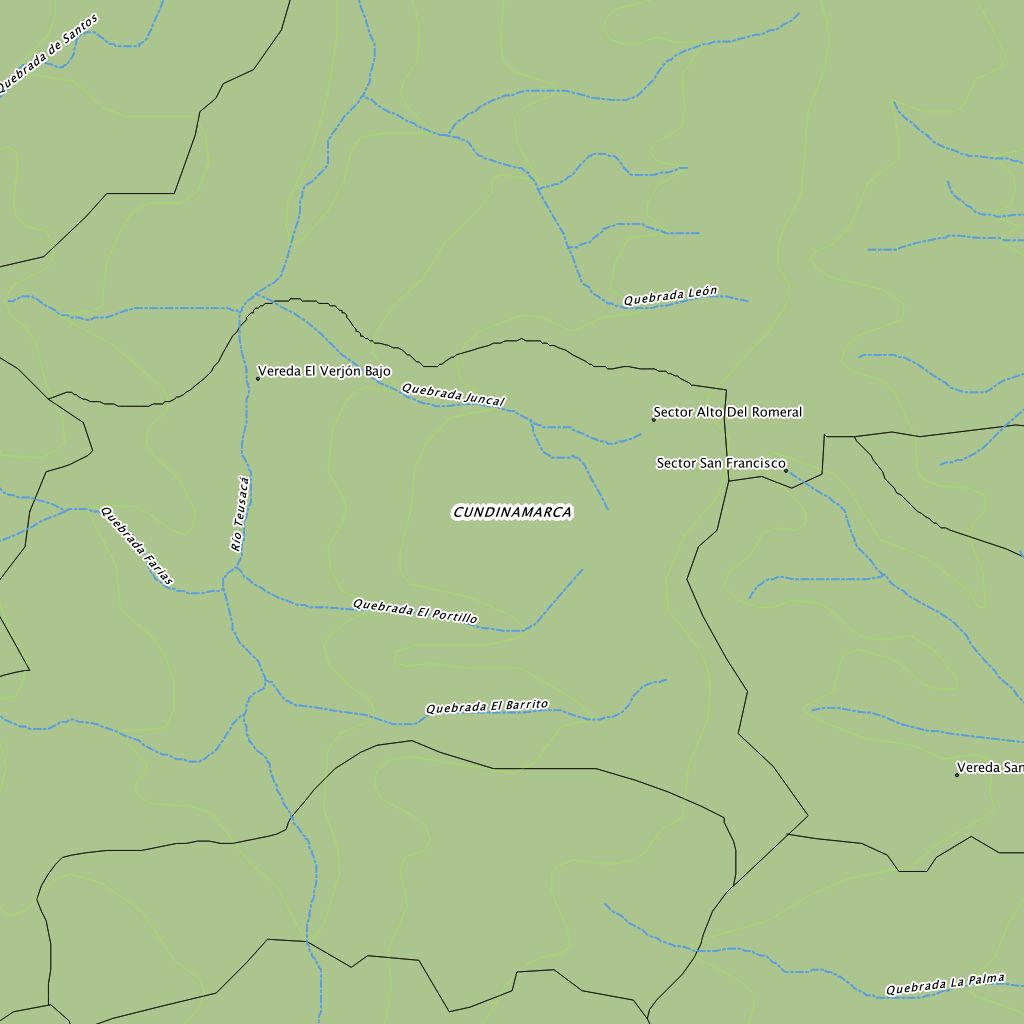 Quebrada de Santos
Quebrada León
Vereda El Verjón Bajo
Quebrada Juncal
Sector Alto Del Romeral
Sector San Francisco
Río Teusacá
CUNDINAMARCA
Quebrada Farias
Quebrada El Portillo
Quebrada El Barrito
Vereda San
Quebrada La Palma